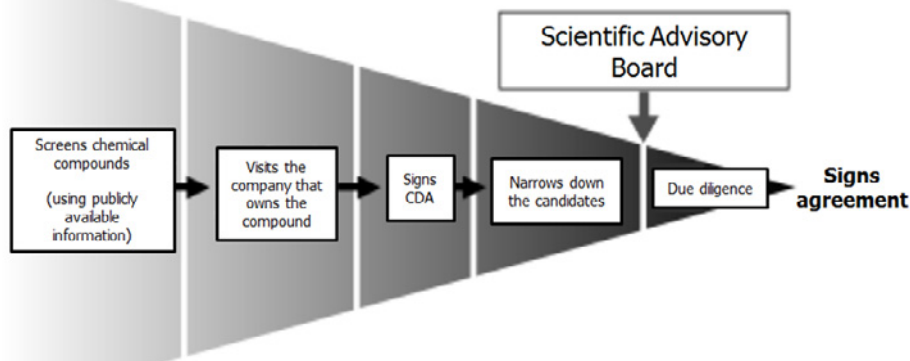 Scientific Advisory
Board
Screens chemical
compounds
(using publicly
available
information)
Visits the
company that
owns the
compound
Signs
CDA
Narrows down
the candidates
Due diligence
Signs
agreement